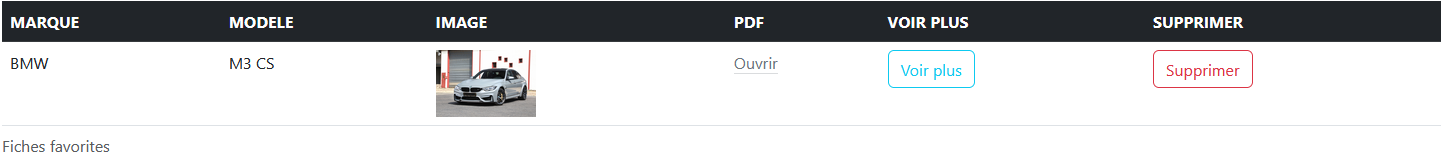 MARQUE MODELE IMAGE PDF VOIR PLUS SUPPRIMER
BMW M3 CS Ouvrir Voir plus Supprimer
Fiches favorites